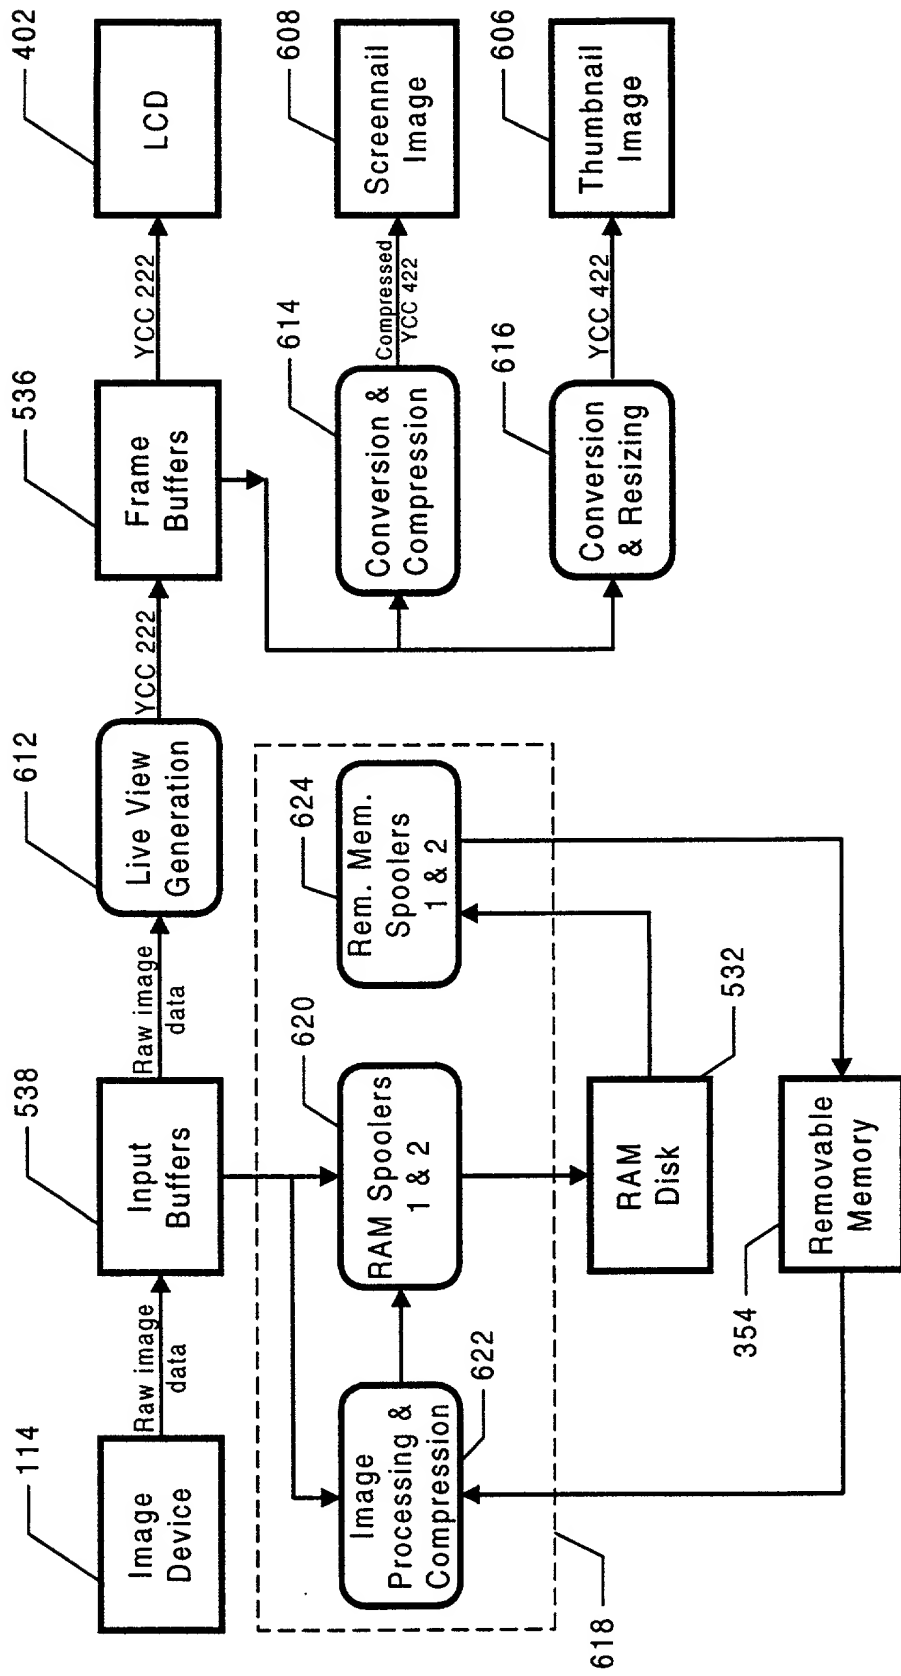 114
Image
Device
Raw image
data
538
Input
Buffers
Raw image
data
612
Live View
Generation
YCC 222
536
Frame
Buffers
YCC 222
402
LCD
622
Image
Processing &
Compression
620
RAM Spoolers
1 & 2
624
Rem. Mem.
Spoolers
1 & 2
618
614
Conversion &
Compression
Compressed
YCC 422
608
Screennail
Image
616
Conversion
& Resizing
YCC 422
606
Thumbnail
Image
532
RAM
Disk
354
Removable
Memory